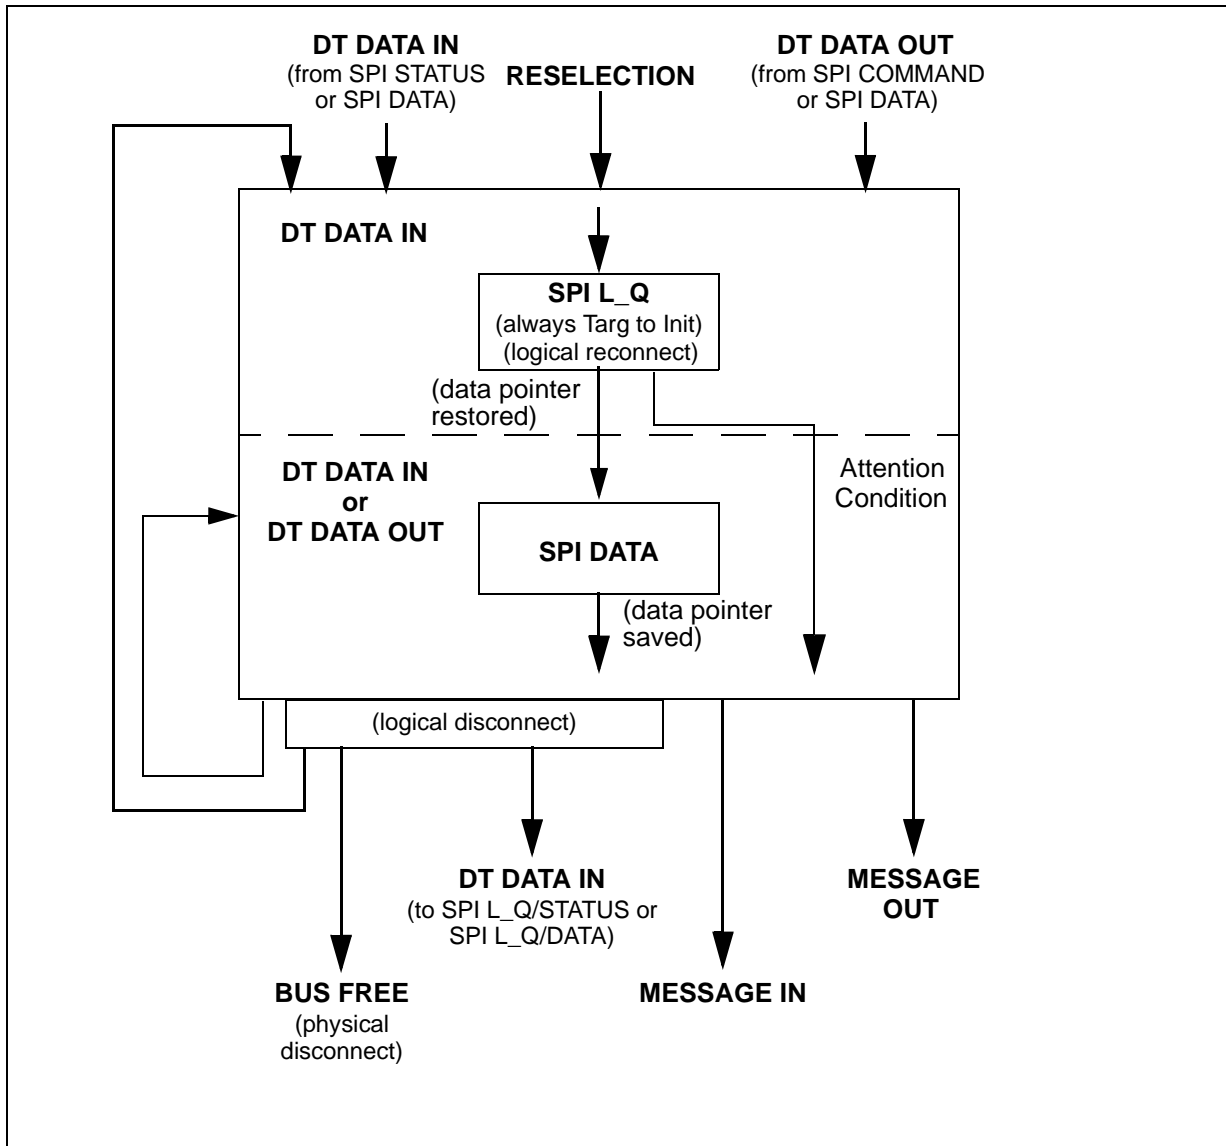 DT DATA IN
(from SPI STATUS
or SPI DATA)
RESELECTION
DT DATA OUT
(from SPI COMMAND
or SPI DATA)
DT DATA IN
SPI L_Q
(always Targ to Init)
(logical reconnect)
(data pointer
restored)
DT DATA IN
or
DT DATA OUT
Attention
Condition
SPI DATA
(data pointer
saved)
(logical disconnect)
DT DATA IN
(to SPI L_Q/STATUS or
SPI L_Q/DATA)
MESSAGE
OUT
BUS FREE
(physical
disconnect)
MESSAGE IN